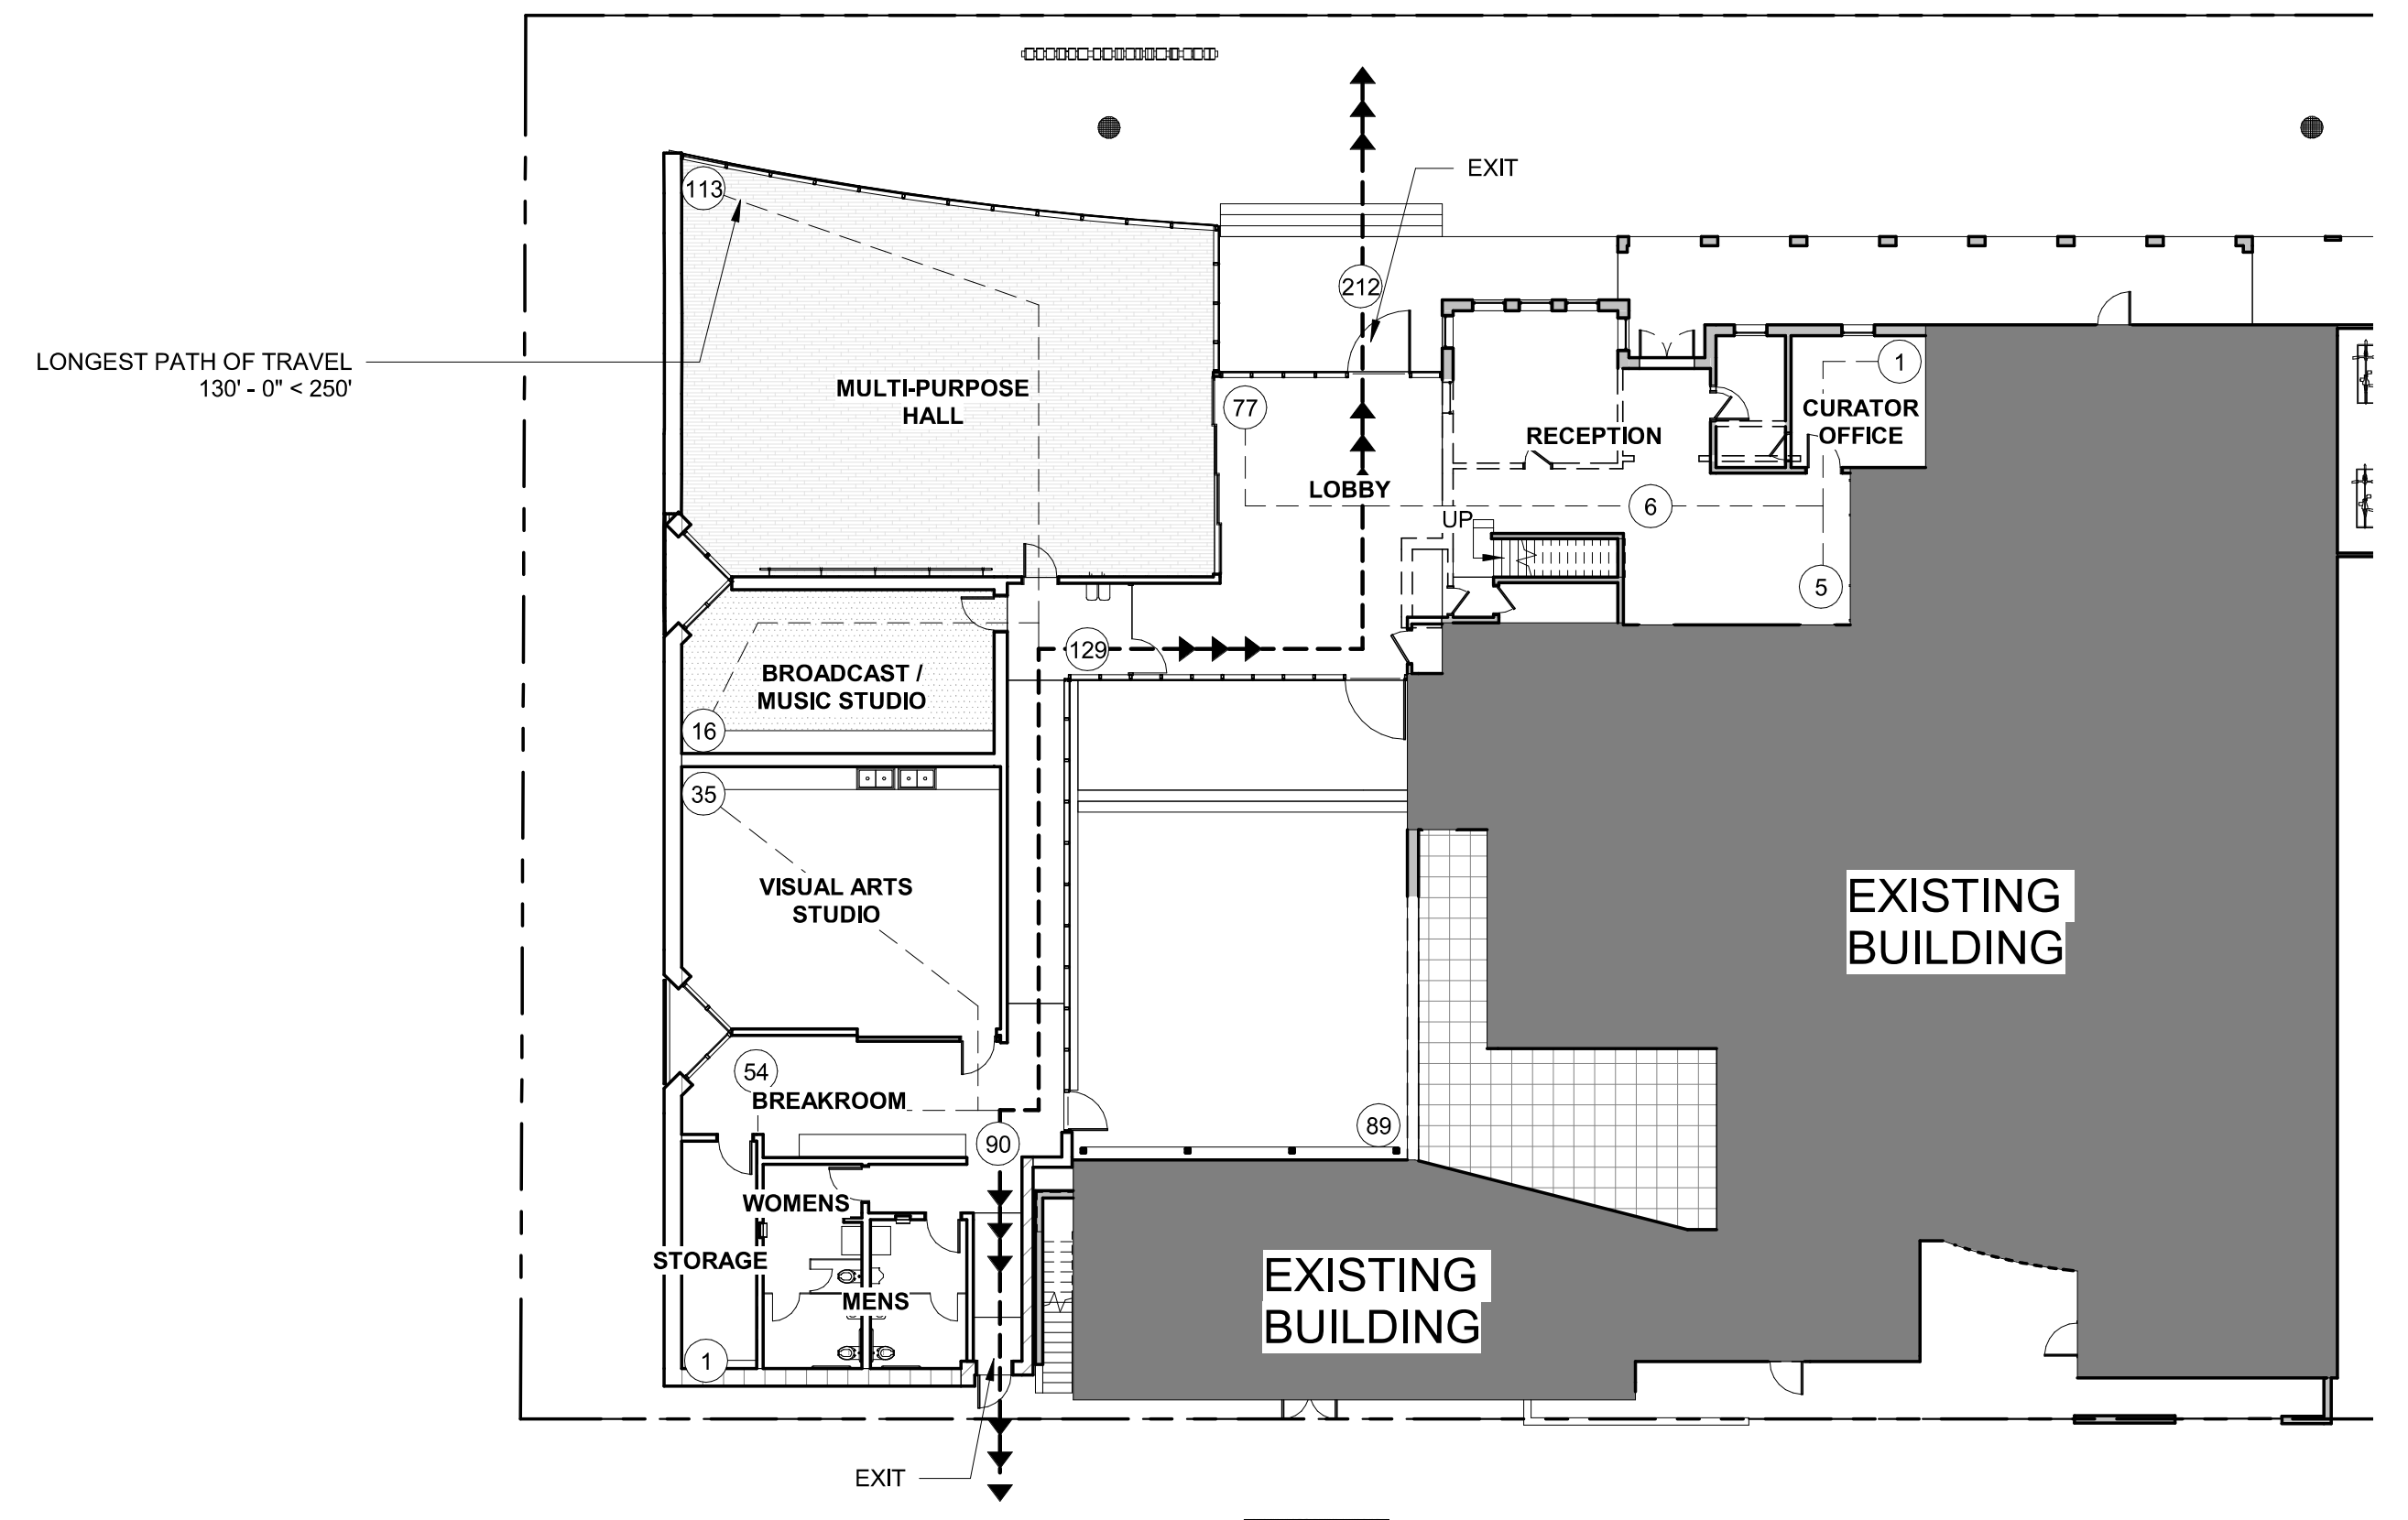 EXIT
113
212
LONGEST PATH OF TRAVEL
130' - 0" < 250'
MULTI-PURPOSE
HALL
77
1
CURATOR
OFFICE
RECEPTION
LOBBY
6
UP
5
129
BROADCAST /
MUSIC STUDIO
16
35
VISUAL ARTS
STUDIO
EXISTING
BUILDING
54
BREAKROOM
90
89
WOMENS
STORAGE
MENS
EXISTING
BUILDING
1
EXIT